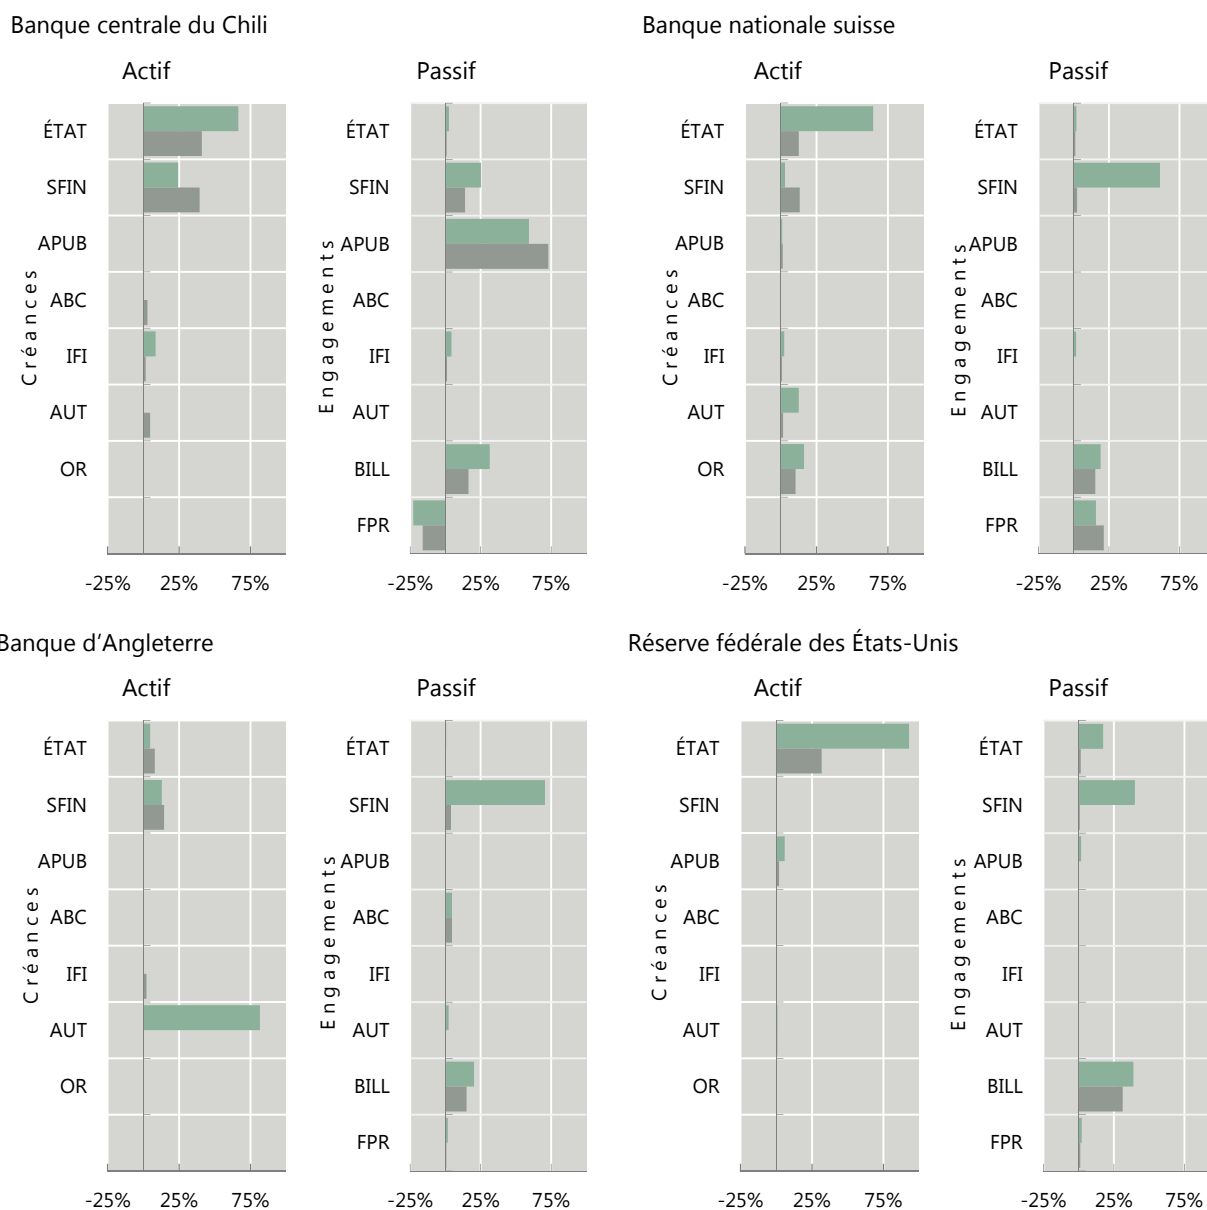 Banque centrale du Chili
Actif
Passif
Créances
ÉTAT
SFIN
APUB
ABC
IFI
AUT
OR
-25% 25% 75%
Engagements
ÉTAT
SFIN
APUB
ABC
IFI
AUT
BILL
FPR
-25% 25% 75%
Banque nationale suisse
Actif
Passif
Créances
ÉTAT
SFIN
APUB
ABC
IFI
AUT
OR
-25% 25% 75%
Engagements
ÉTAT
SFIN
APUB
ABC
IFI
AUT
BILL
FPR
-25% 25% 75%
Banque d’Angleterre
Actif
Passif
Créances
ÉTAT
SFIN
APUB
ABC
IFI
AUT
OR
-25% 25% 75%
Engagements
ÉTAT
SFIN
APUB
ABC
IFI
AUT
BILL
FPR
-25% 25% 75%
Réserve fédérale des États-Unis
Actif
Passif
Créances
ÉTAT
SFIN
APUB
ABC
IFI
AUT
OR
-25% 25% 75%
Engagements
ÉTAT
SFIN
APUB
ABC
IFI
AUT
BILL
FPR
-25% 25% 75%